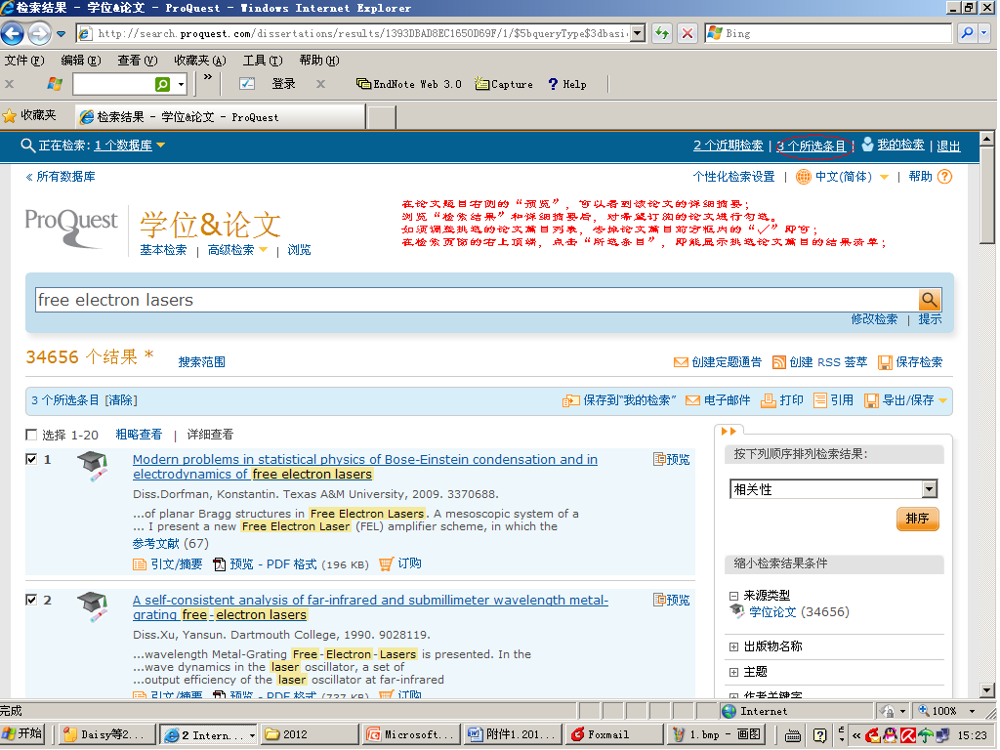 检索结果 - 学位&论文 - ProQuest - Windows Internet Explorer
http://search.proquest.com/dissertations/results/1393DBAD8EC1650D69F/1/$5bqueryType$3dbasi
Bing
文件(F) 编辑(E) 查看(V) 收藏夹(A) 工具(T) 帮助(H)
x » 登录 x EndNote Web 3.0 Capture ? Help
收藏夹 检索结果 - 学位&论文 - ProQuest
正在检索: 1 个数据库 2 个近期检索 | 3 个所选条目 | 我的检索 | 退出
« 所有数据库 个性化检索设置 | 中文(简体) | 帮助 ?
在论文题目右侧的“预览”，可以看到该论文的详细摘要；
浏览“检索结果”和详细摘要后，对希望订阅的论文进行勾选。
如须调整挑选的论文篇目列表，去掉论文篇目前方框内的“✓”即可；
在检索页面的右上顶端，点击“所选条目”，即能显示挑选论文篇目的结果清单；
ProQuest 学位&论文
基本检索 | 高级检索 | 浏览
free electron lasers
修改检索 | 提示
34656 个结果 * 搜索范围 创建定题通告 创建 RSS 荟萃 保存检索
3 个所选条目 [清除] 保存到“我的检索” 电子邮件 打印 引用 导出/保存
选择 1-20 粗略查看 | 详细查看
1 Modern problems in statistical physics of Bose-Einstein condensation and in 预览
electrodynamics of free electron lasers
Diss.Dorfman, Konstantin. Texas A&M University, 2009. 3370688.
...of planar Bragg structures in Free Electron Lasers. A mesoscopic system of a
... I present a new Free Electron Laser (FEL) amplifier scheme, in which the
参考文献 (67)
引文/摘要 预览 - PDF 格式 (196 KB) 订购
2 A self-consistent analysis of far-infrared and submillimeter wavelength metal- 预览
grating free-electron lasers
Diss.Xu, Yansun. Dartmouth College, 1990. 9028119.
...wavelength Metal-Grating Free-Electron-Lasers is presented. In the
...wave dynamics in the laser oscillator, a set of
...output efficiency of the laser oscillator at far-infrared
引文/摘要 预览 - PDF 格式 (737 KB) 订购
按下列顺序排列检索结果:
相关性
排序
缩小检索结果条件
来源类型
学位论文 (34656)
出版物名称
主题
作者关键字
完成 Internet 100%
开始 Daisy等2... 2 Intern... 2012 Microsoft... 附件1.201... Foxmail 1.bmp - 画图 « 15:23